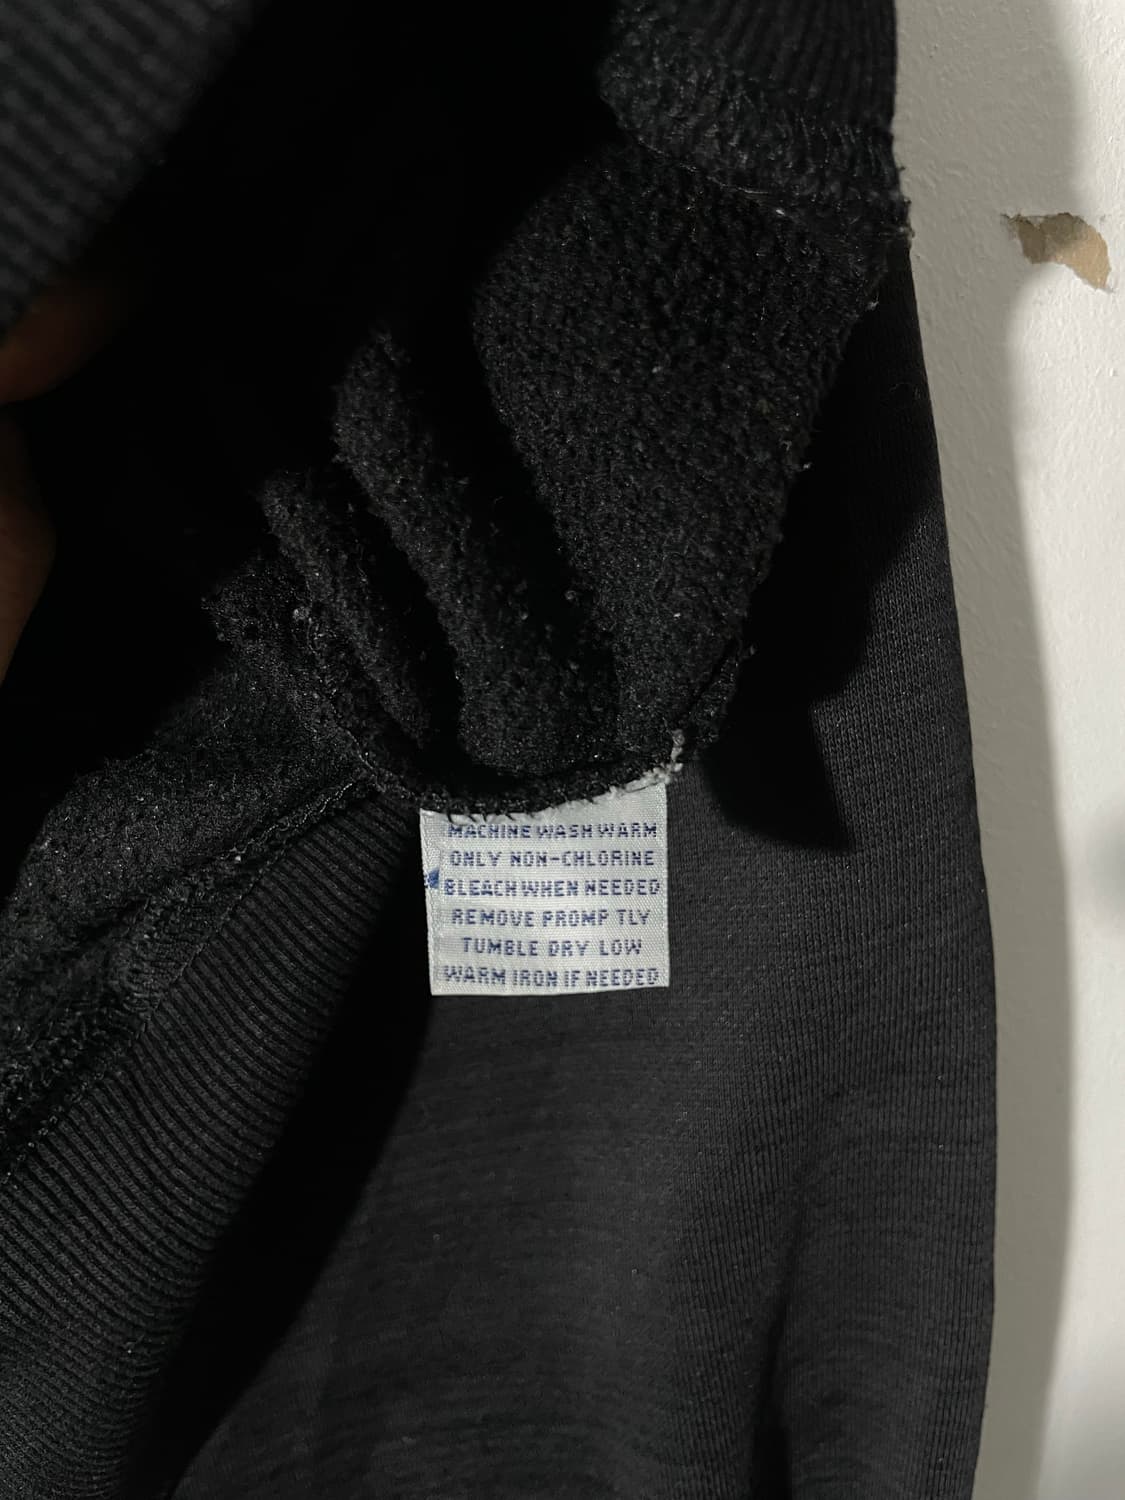 MACHINE WASH WARM
ONLY NON-CHLORINE
BLEACH WHEN NEEDED
REMOVE PROMP TLY
TUMBLE DRY LOW
WARM IRON IF NEEDED